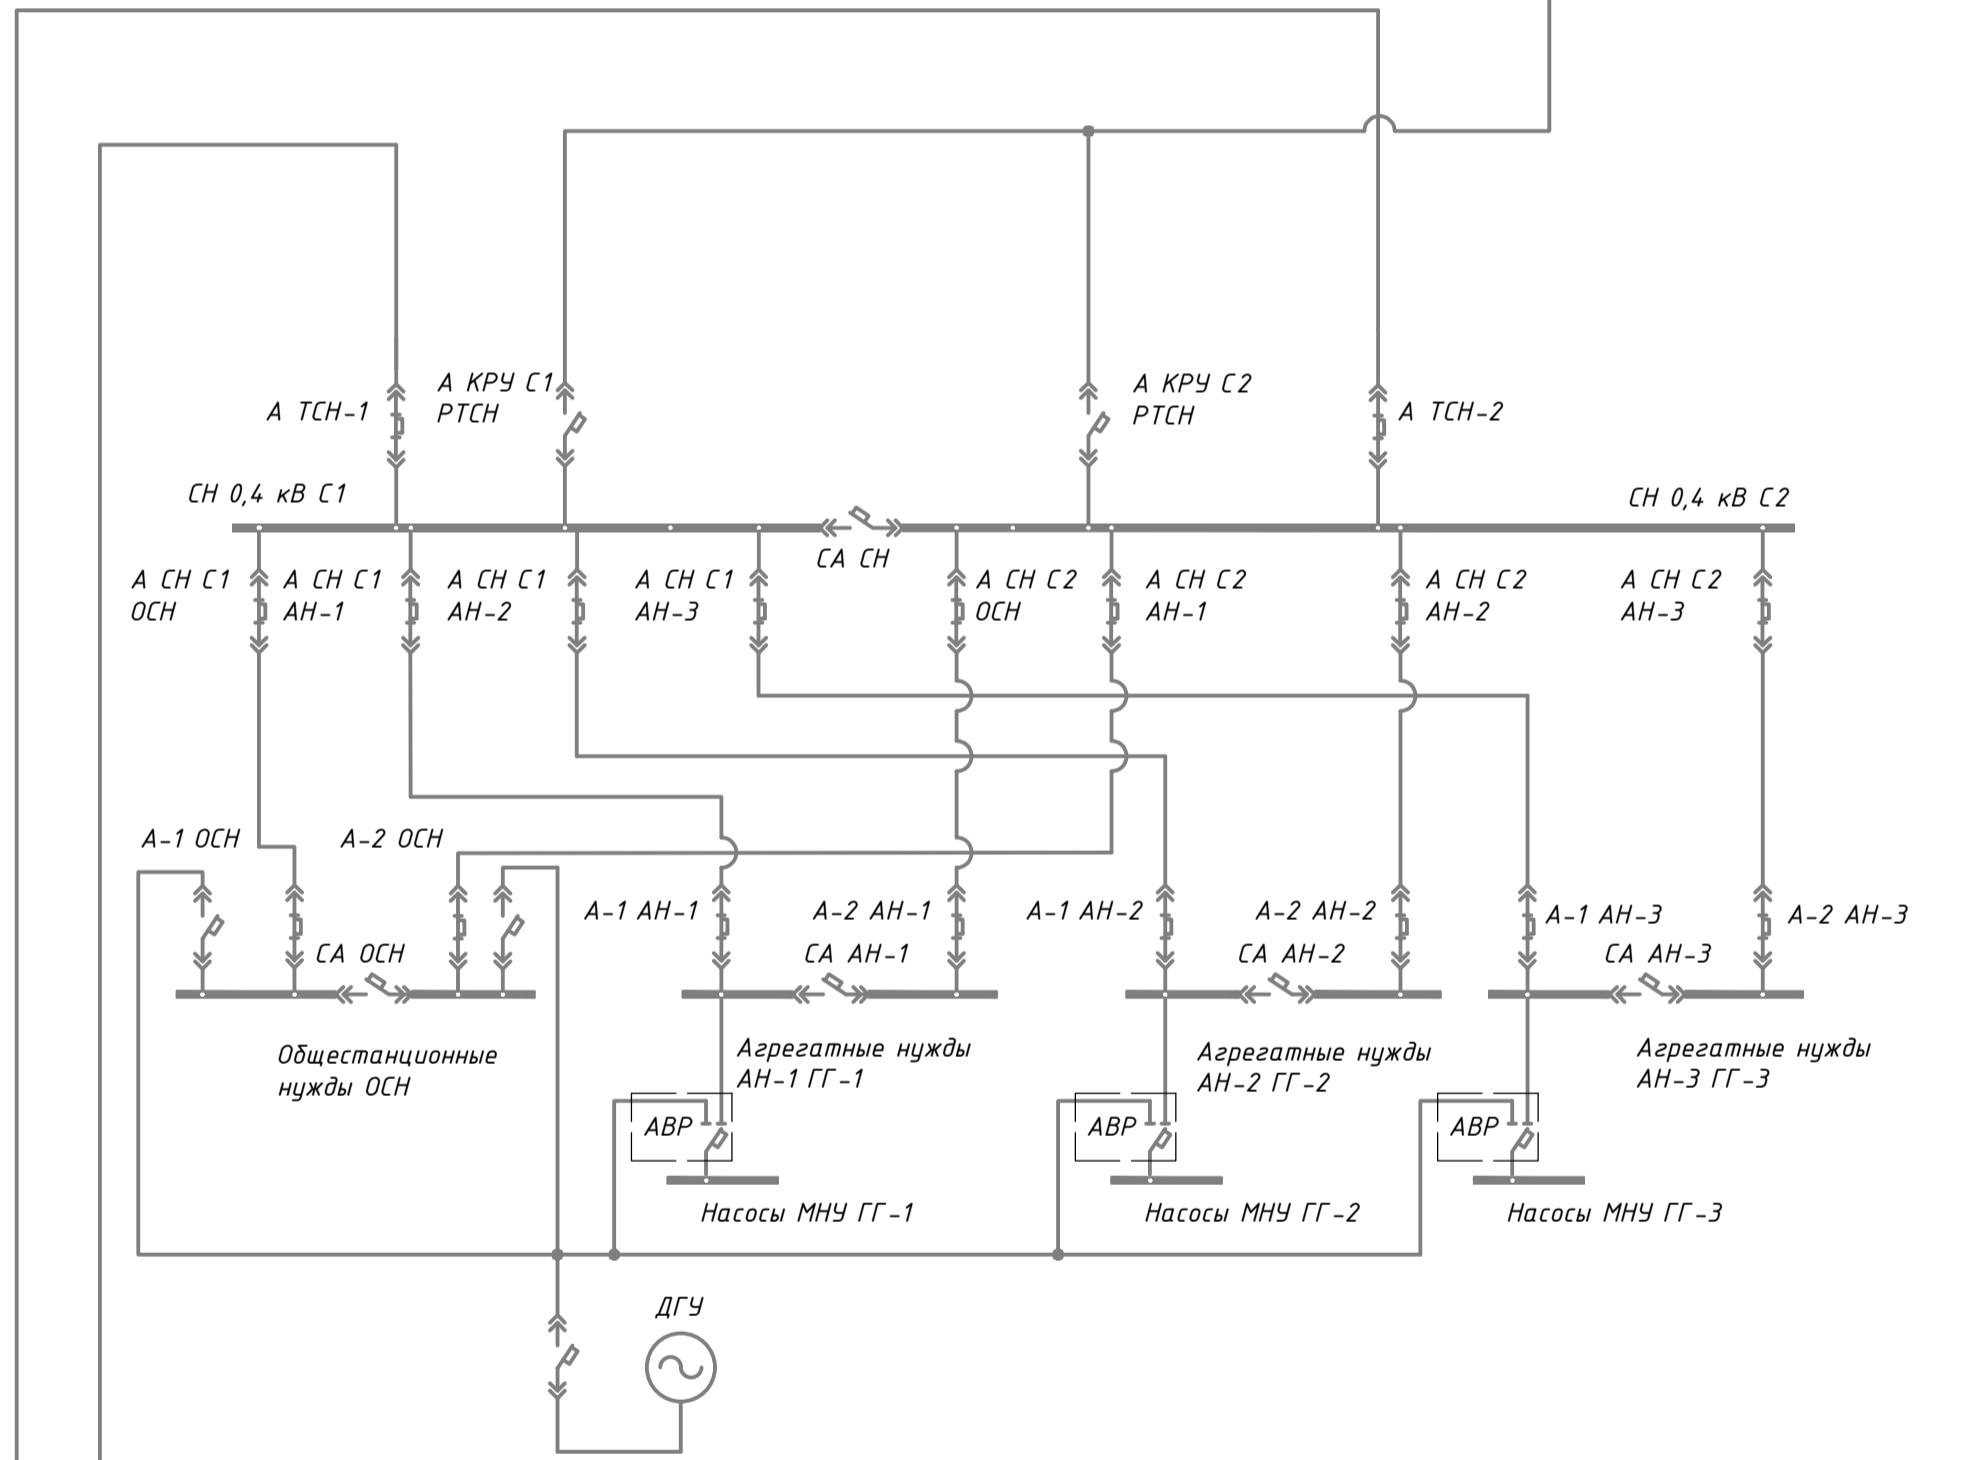 А КРУ С1
РТСН
А КРУ С2
РТСН
А ТСН-1
А ТСН-2
СН 0,4 кВ С1
СН 0,4 кВ С2
СА СН
А СН С1
ОСН
А СН С1
АН-1
А СН С1
АН-2
А СН С1
АН-3
А СН С2
ОСН
А СН С2
АН-1
А СН С2
АН-2
А СН С2
АН-3
А-1 ОСН
А-2 ОСН
А-1 АН-1
А-2 АН-1
А-1 АН-2
А-2 АН-2
А-1 АН-3
А-2 АН-3
СА ОСН
СА АН-1
СА АН-2
СА АН-3
Общестанционные
нужды ОСН
Агрегатные нужды
АН-1 ГГ-1
Агрегатные нужды
АН-2 ГГ-2
Агрегатные нужды
АН-3 ГГ-3
АВР
АВР
АВР
Насосы МНУ ГГ-1
Насосы МНУ ГГ-2
Насосы МНУ ГГ-3
ДГУ